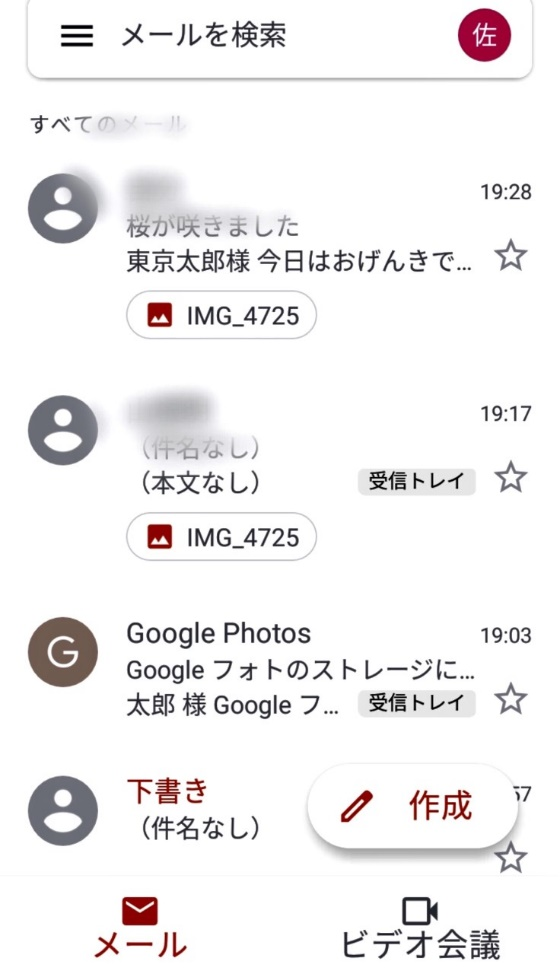 メールを検索
佐
すべてのメール
19:28
桜が咲きました
東京太郎様 今日はおげんきで...
IMG_4725
19:17
（件名なし）
（本文なし）
受信トレイ
IMG_4725
G
Google Photos
19:03
Google フォトのストレージに...
太郎 様 Google フ...
受信トレイ
下書き
57
（件名なし）
作成
メール
ビデオ会議